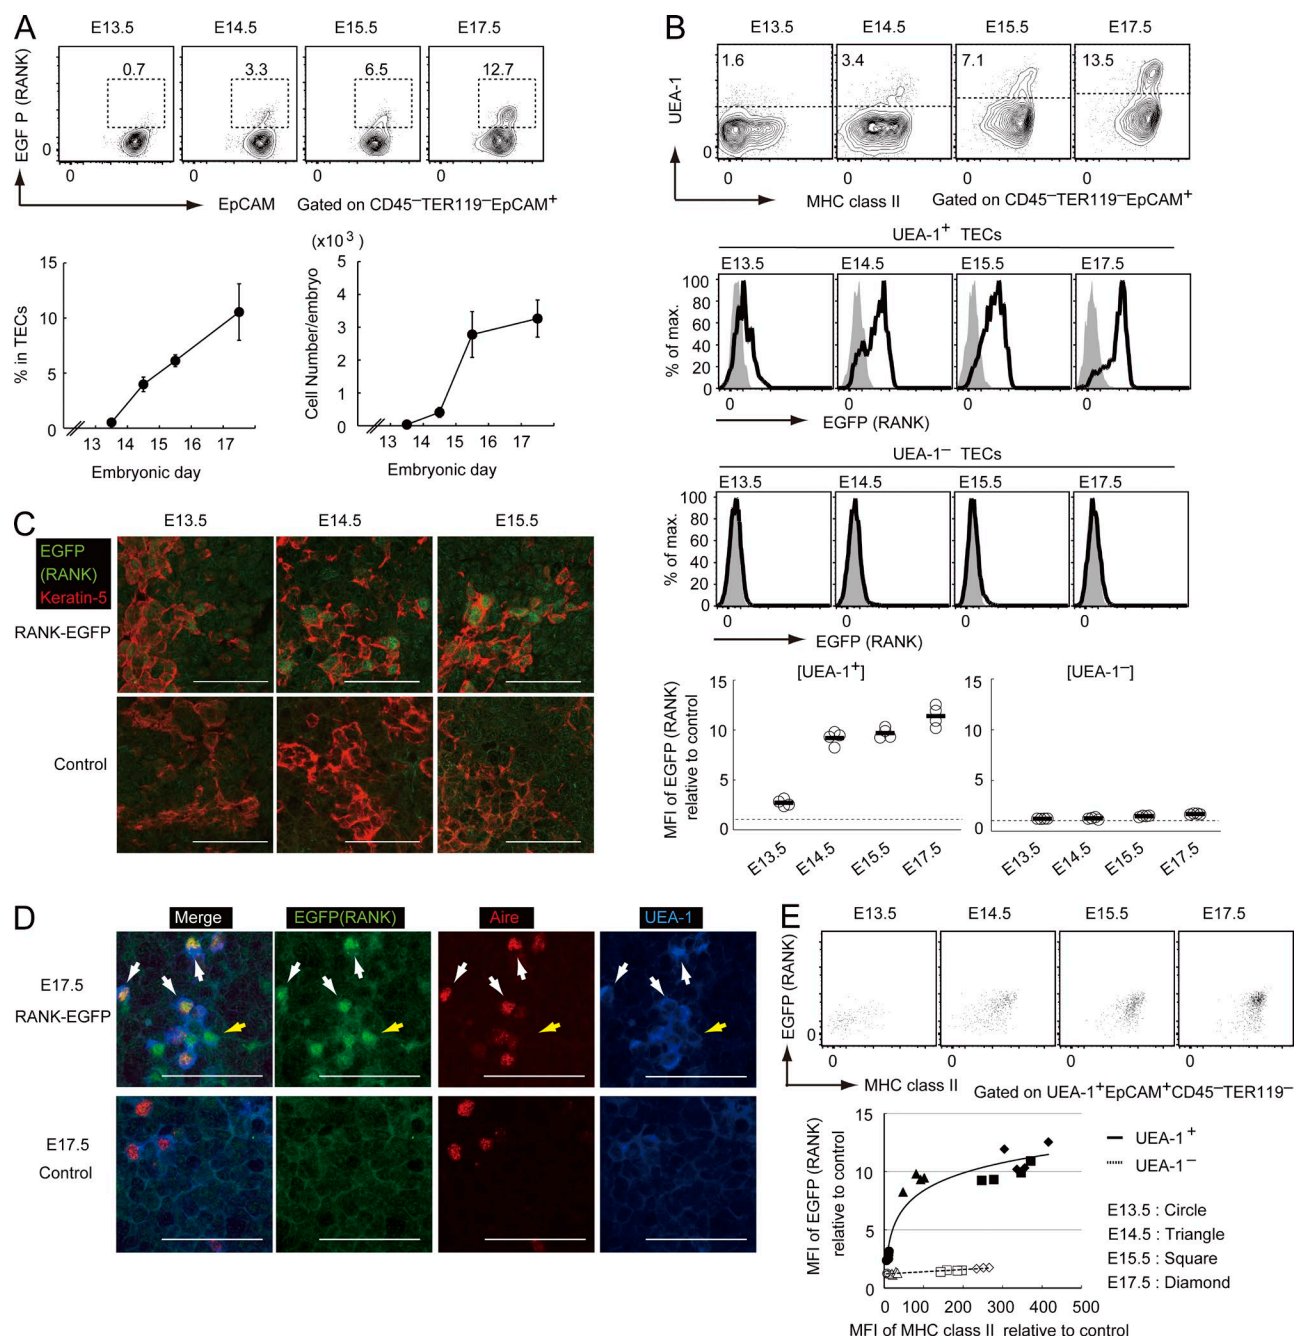 A
E13.5 E14.5 E15.5 E17.5
EGF P (RANK)
0.7 3.3 6.5 12.7
0
0 0 0 0
EpCAM Gated on CD45–TER119–EpCAM+
(x10 3 )
15
10
5
0
% in TECs
13 14 15 16 17
Embryonic day
5
4
3
2
1
0
Cell Number/embryo
13 14 15 16 17
Embryonic day
B
E13.5 E14.5 E15.5 E17.5
UEA-1
1.6 3.4 7.1 13.5
0
0 0 0 0
MHC class II Gated on CD45–TER119–EpCAM+
UEA-1+ TECs
E13.5 E14.5 E15.5 E17.5
% of max.
100
80
60
40
20
0
0 0 0 0
EGFP (RANK)
UEA-1– TECs
E13.5 E14.5 E15.5 E17.5
% of max.
100
80
60
40
20
0
0 0 0 0
EGFP (RANK)
[UEA-1+] [UEA-1–]
MFI of EGFP (RANK)
relative to control
15
10
5
0
E13.5 E14.5 E15.5 E17.5
15
10
5
0
E13.5 E14.5 E15.5 E17.5
C
E13.5 E14.5 E15.5
EGFP
(RANK)
Keratin-5
RANK-EGFP
Control
D
Merge EGFP(RANK) Aire UEA-1
E17.5
RANK-EGFP
E17.5
Control
E
E13.5 E14.5 E15.5 E17.5
EGFP (RANK)
0
0 0 0 0
MHC class II Gated on UEA-1+EpCAM+CD45–TER119–
MFI of EGFP (RANK)
relative to control
15
10
5
0
0 100 200 300 400 500
MFI of MHC class II relative to control
UEA-1 +
UEA-1–
E13.5 : Circle
E14.5 : Triangle
E15.5 : Square
E17.5 : Diamond